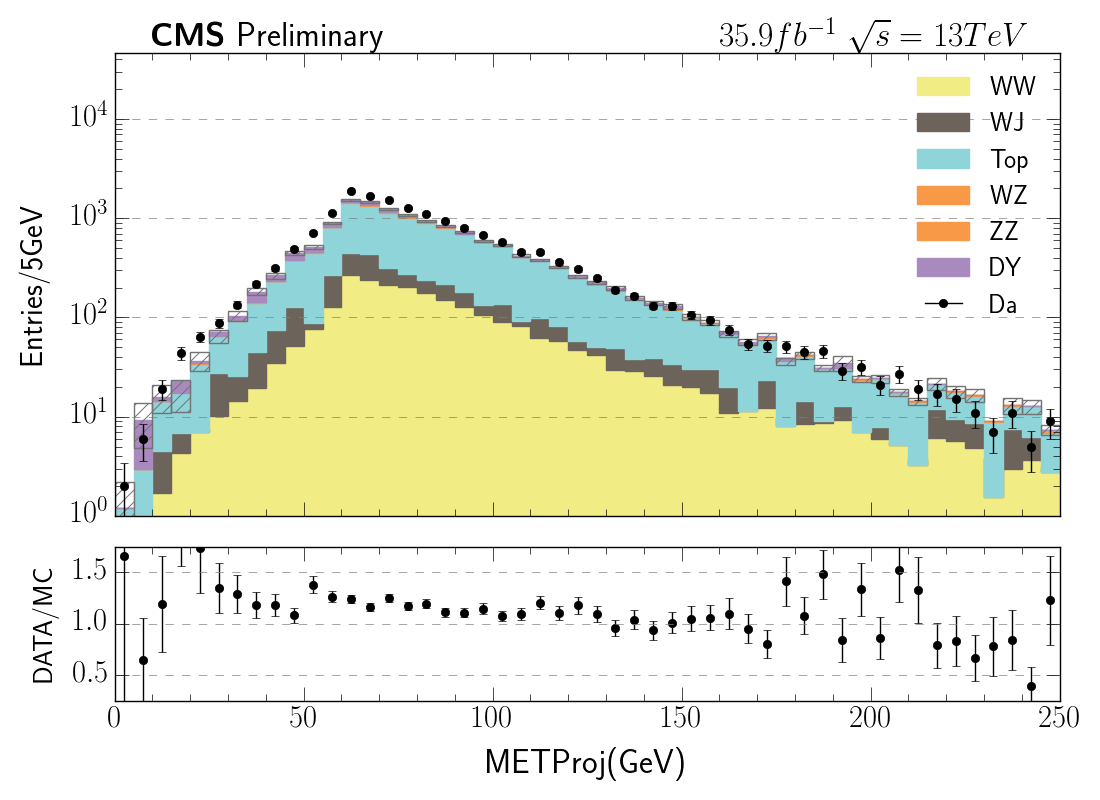 CMS Preliminary 35.9fb⁻¹ √s = 13TeV
Entries/5GeV
10⁴
10³
10²
10¹
10⁰
WW
WJ
Top
WZ
ZZ
DY
Da
DATA/MC
1.5
1.0
0.5
0 50 100 150 200 250
METProj(GeV)